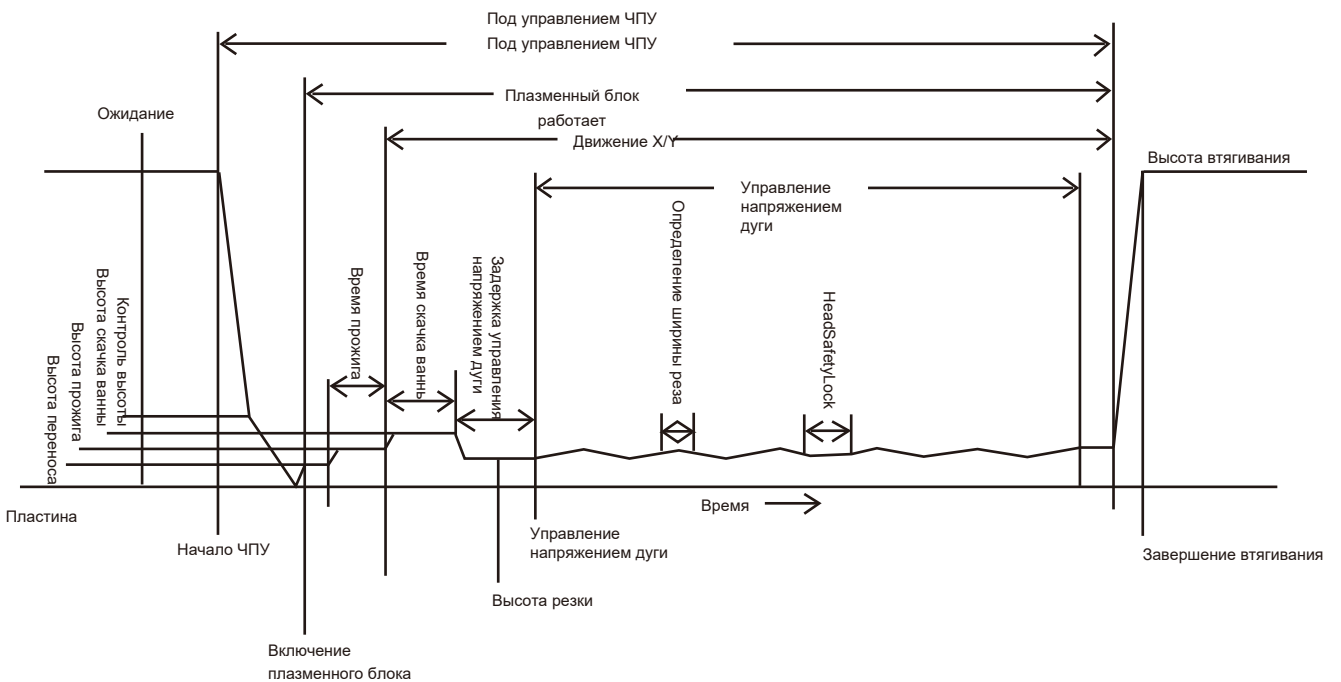 Под управлением ЧПУ
Под управлением ЧПУ
Плазменный блок
работает
Ожидание
Движение X/Y
Высота втягивания
Управление
напряжением
дуги
Определение ширины реза
HeadSafetyLock
Задержка управления
напряжением дуги
Время скачка ванны
Время прожига
Контроль высоты
Высота скачка ванны
Высота прожига
Высота переноса
Время
Пластина
Начало ЧПУ
Управление
напряжением дуги
Завершение втягивания
Высота резки
Включение
плазменного блока